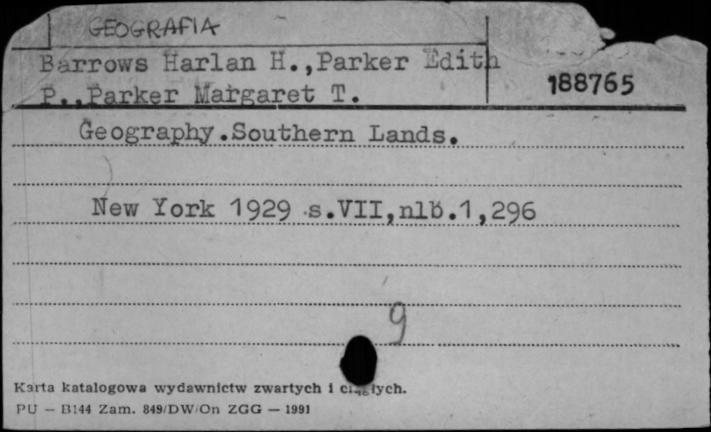 GEOGRAFIA
Barrows Harlan H.,Parker Edith
P.,Parker Margaret T.
188765
Geography.Southern Lands.
New York 1929 s.VII,nlb.1,296
9
Karta katalogowa wydawnictw zwartych i ciągłych.
PU — B144 Zam. 849/DW/On ZGG — 1991